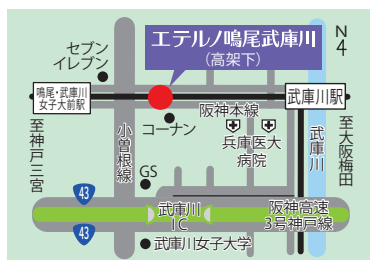 エテルノ鳴尾武庫川
(高架下)
N
4
セブン
イレブン
鳴尾・武庫川
女子大前駅
武庫川駅
阪神本線
コーナン
兵庫医大
病院
武庫川
至神戸三宮
小曽根線
至大阪梅田
GS
43
43
武庫川
IC
阪神高速
3号神戸線
武庫川女子大学